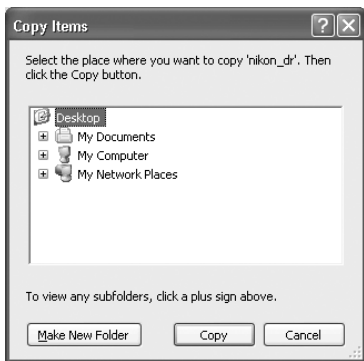 Copy Items
Select the place where you want to copy 'nikon_dr'. Then
click the Copy button.
Desktop
My Documents
My Computer
My Network Places
To view any subfolders, click a plus sign above.
Make New Folder
Copy
Cancel